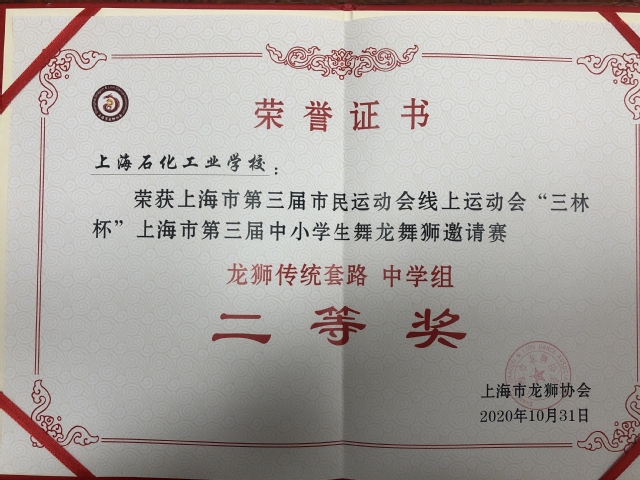 荣誉证书
上海石化工业学校：
荣获上海市第三届市民运动会线上运动会“三林
杯”上海市第三届中小学生舞龙舞狮邀请赛
龙狮传统套路 中学组
二等奖
上海市龙狮协会
2020年10月31日